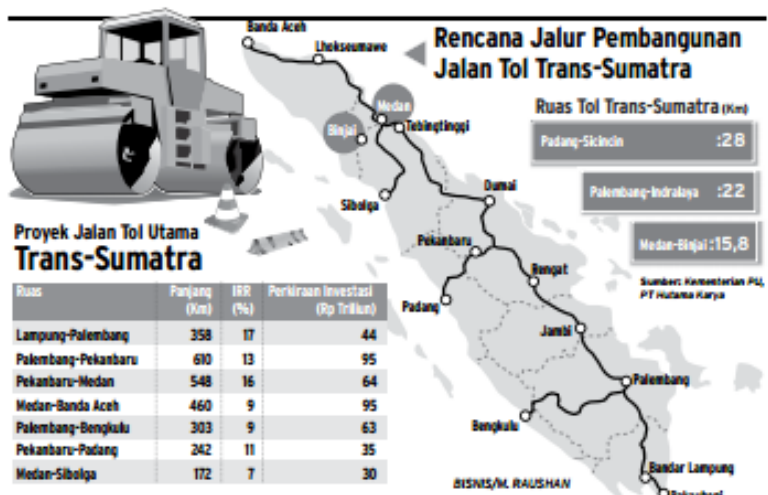 Rencana Jalur Pembangunan
Jalan Tol Trans-Sumatra
Ruas Tol Trans-Sumatra (Km)
Padang-Sicincin :28
Palembang-Indralaya :22
Medan-Binjai :15,8
Sumber: Kementerian PU,
PT Hutama Karya
Banda Aceh
Lhokseumawe
Medan
Binjai
Tebingtinggi
Sibolga
Dumai
Pekanbaru
Rengat
Padang
Jambi
Palembang
Bengkulu
Bandar Lampung
Proyek Jalan Tol Utama
Trans-Sumatra
Ruas Panjang (Km) IRR (%) Perkiraan Investasi (Rp Triliun)
Lampung-Palembang 358 17 44
Palembang-Pekanbaru 610 13 95
Pekanbaru-Medan 548 16 64
Medan-Banda Aceh 460 9 95
Palembang-Bengkulu 303 9 63
Pekanbaru-Padang 242 11 35
Medan-Sibolga 172 7 30
BISNIS/M. RAUSHAN